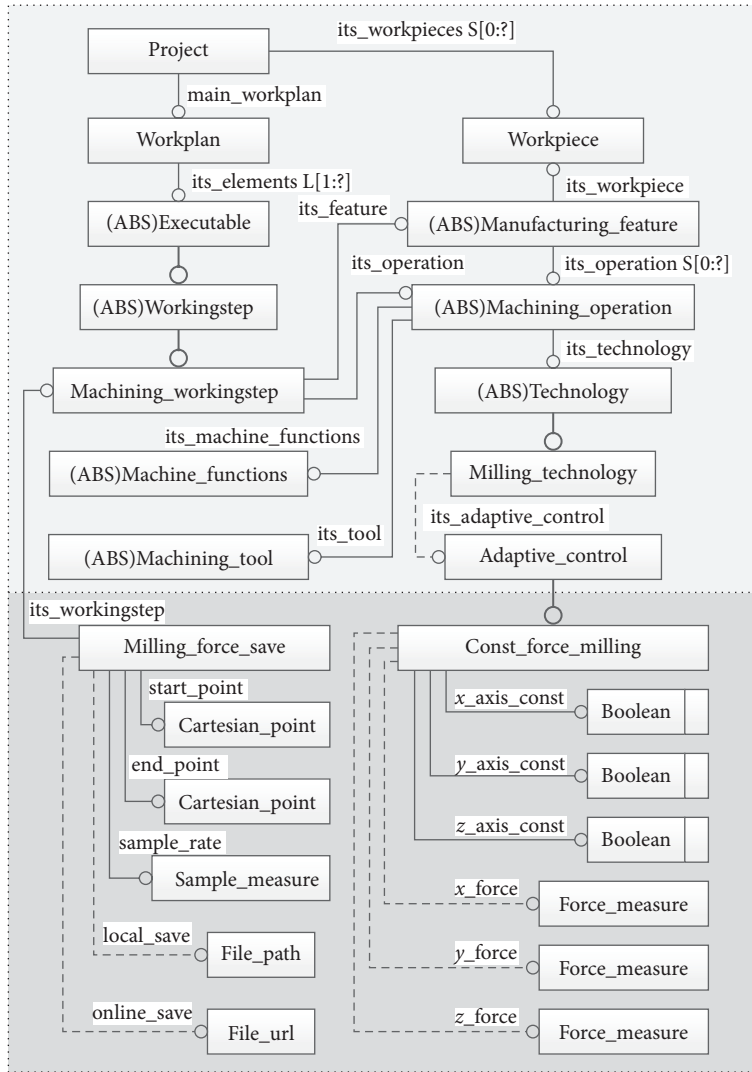 its_workpieces S[0:?]
Project
main_workplan
Workplan
Workpiece
its_elements L[1:?]
its_workpiece
its_feature
(ABS)Executable
(ABS)Manufacturing_feature
its_operation
its_operation S[0:?]
(ABS)Workingstep
(ABS)Machining_operation
its_technology
Machining_workingstep
(ABS)Technology
its_machine_functions
(ABS)Machine_functions
Milling_technology
its_adaptive_control
its_tool
(ABS)Machining_tool
Adaptive_control
its_workingstep
Milling_force_save
Const_force_milling
start_point
x_axis_const
Cartesian_point
Boolean
end_point
y_axis_const
Cartesian_point
Boolean
sample_rate
z_axis_const
Sample_measure
Boolean
x_force
Force_measure
local_save
File_path
y_force
Force_measure
online_save
File_url
z_force
Force_measure